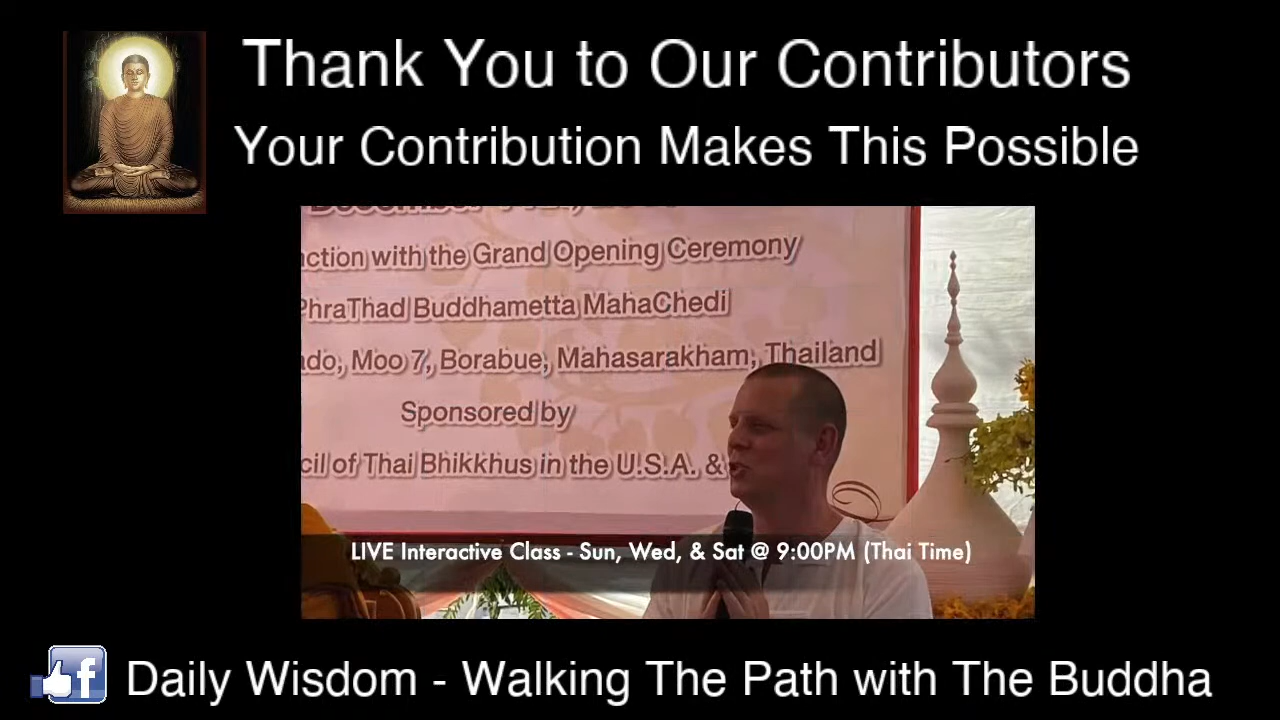 Thank You to Our Contributors
Your Contribution Makes This Possible
ction with the Grand Opening Ceremony
PhraThad Buddhametta MahaChedi
do, Moo 7, Borabue, Mahasarakham, Thailand
Sponsored by
cil of Thai Bhikkhus in the U.S.A. &
LIVE Interactive Class - Sun, Wed, & Sat @ 9:00PM (Thai Time)
f Daily Wisdom - Walking The Path with The Buddha